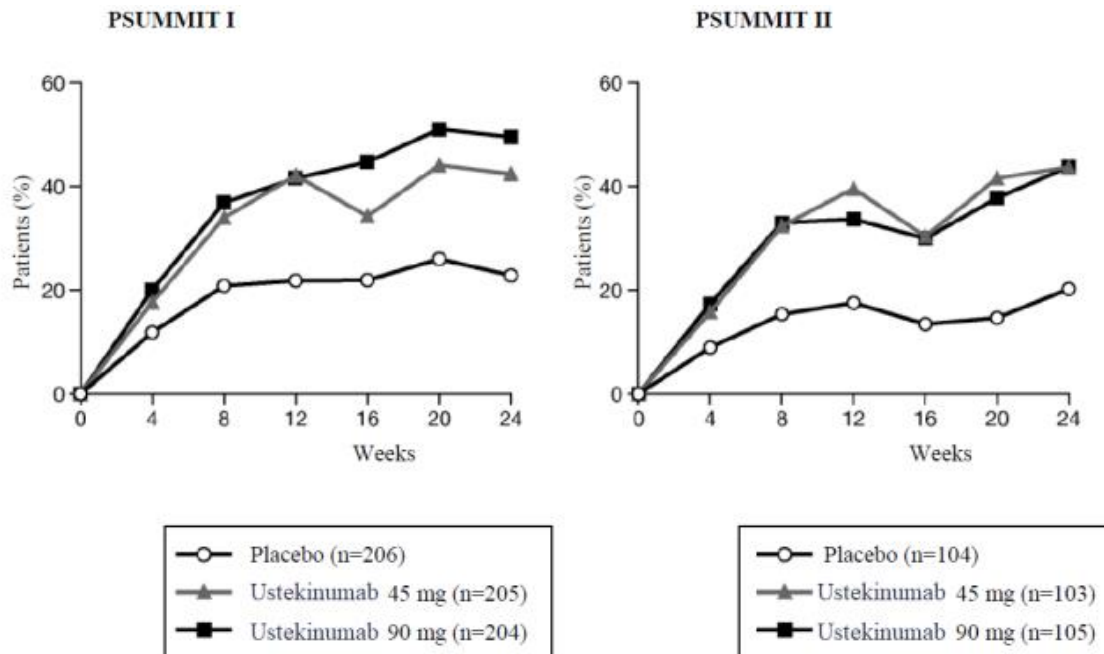 PSUMMIT I
60
40
20
0
Patients (%)
0 4 8 12 16 20 24
Weeks
Placebo (n=206)
Ustekinumab 45 mg (n=205)
Ustekinumab 90 mg (n=204)
PSUMMIT II
60
40
20
0
Patients (%)
0 4 8 12 16 20 24
Weeks
Placebo (n=104)
Ustekinumab 45 mg (n=103)
Ustekinumab 90 mg (n=105)